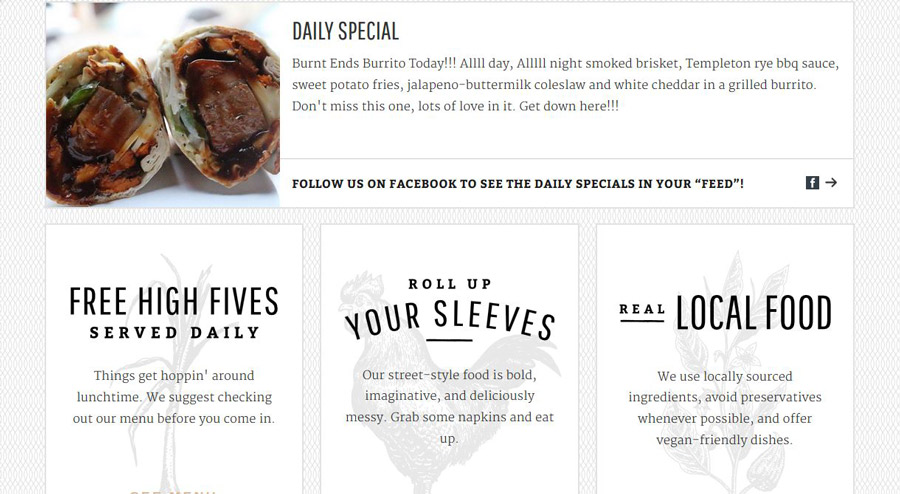 DAILY SPECIAL
Burnt Ends Burrito Today!!! Allll day, Alllll night smoked brisket, Templeton rye bbq sauce,
sweet potato fries, jalapeno-buttermilk coleslaw and white cheddar in a grilled burrito.
Don't miss this one, lots of love in it. Get down here!!!
FOLLOW US ON FACEBOOK TO SEE THE DAILY SPECIALS IN YOUR “FEED”!
FREE HIGH FIVES
SERVED DAILY
Things get hoppin' around
lunchtime. We suggest checking
out our menu before you come in.
ROLL UP
YOUR SLEEVES
Our street-style food is bold,
imaginative, and deliciously
messy. Grab some napkins and eat
up.
REAL LOCAL FOOD
We use locally sourced
ingredients, avoid preservatives
whenever possible, and offer
vegan-friendly dishes.